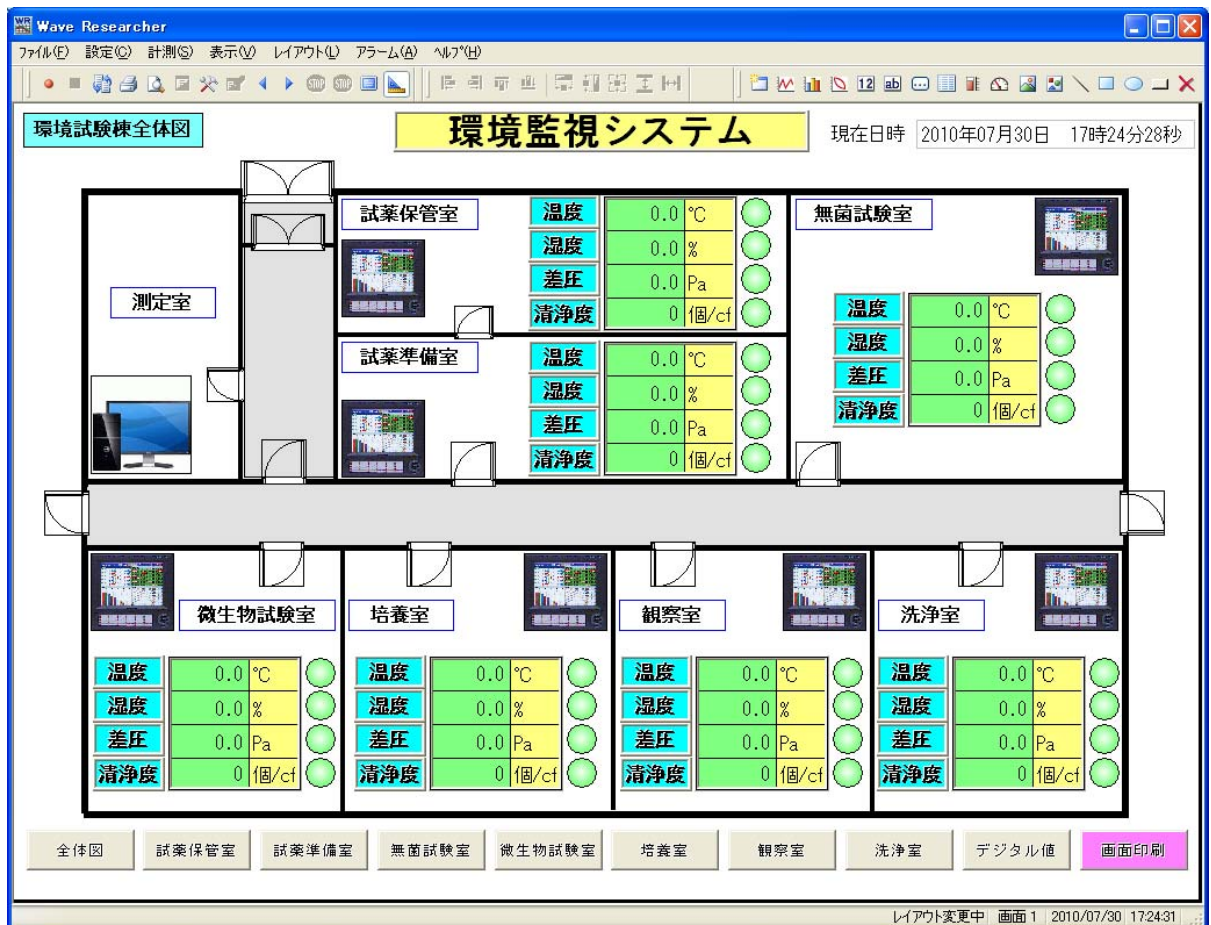 Wave Researcher
ファイル(F) 設定(C) 計測(S) 表示(V) レイアウト(L) アラーム(A) ヘルプ(H)
STOP STOP 12 ab
環境試験棟全体図
環境監視システム
現在日時 2010年07月30日 17時24分28秒
測定室
試薬保管室
温度 0.0 ℃
湿度 0.0 %
差圧 0.0 Pa
清浄度 0 個/cf
試薬準備室
温度 0.0 ℃
湿度 0.0 %
差圧 0.0 Pa
清浄度 0 個/cf
無菌試験室
温度 0.0 ℃
湿度 0.0 %
差圧 0.0 Pa
清浄度 0 個/cf
微生物試験室
温度 0.0 ℃
湿度 0.0 %
差圧 0.0 Pa
清浄度 0 個/cf
培養室
温度 0.0 ℃
湿度 0.0 %
差圧 0.0 Pa
清浄度 0 個/cf
観察室
温度 0.0 ℃
湿度 0.0 %
差圧 0.0 Pa
清浄度 0 個/cf
洗浄室
温度 0.0 ℃
湿度 0.0 %
差圧 0.0 Pa
清浄度 0 個/cf
全体図 試薬保管室 試薬準備室 無菌試験室 微生物試験室 培養室 観察室 洗浄室 デジタル値 画面印刷
レイアウト変更中 画面 1 2010/07/30 17:24:31